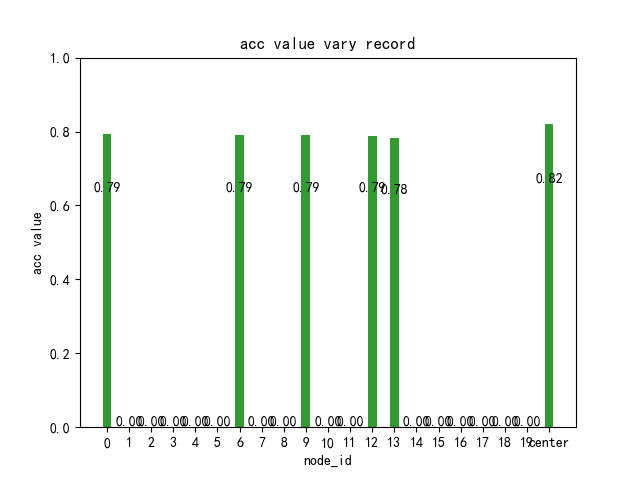 acc value vary record
acc value
1.0
0.8
0.6
0.4
0.2
0.0
0.79 0.00 0.00 0.00 0.00 0.00 0.79 0.00 0.00 0.79 0.00 0.00 0.79 0.78 0.00 0.00 0.00 0.00 0.00 0.00 0.82
0 1 2 3 4 5 6 7 8 9 10 11 12 13 14 15 16 17 18 19 center
node_id